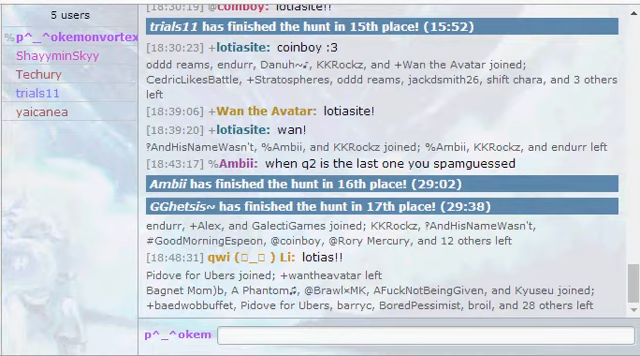 5 users
%p^_^okemonvortex
ShayyminSkyy
Techury
trials11
yaicanea
[18:30:19] @coinboy: lotiasite!!
trials11 has finished the hunt in 15th place! (15:52)
[18:30:23] +lotiasite: coinboy :3
oddd reams, endurr, Danuh~♪, KKRockz, and +Wan the Avatar joined;
CedricLikesBattle, +Stratospheres, oddd reams, jackdsmith26, shift chara, and 3 others
left
[18:39:06] +Wan the Avatar: lotiasite!
[18:39:20] +lotiasite: wan!
‽AndHisNameWasn't, %Ambii, and KKRockz joined; %Ambii, KKRockz, and endurr left
[18:43:17] %Ambii: when q2 is the last one you spamguessed
Ambii has finished the hunt in 16th place! (29:02)
GGhetsis~ has finished the hunt in 17th place! (29:38)
endurr, +Alex, and GalectiGames joined; KKRockz, ‽AndHisNameWasn't,
#GoodMorningEspeon, @coinboy, @Rory Mercury, and 12 others left
[18:48:31] qwi (▯_▯ ) Li: lotias!!
Pidove for Ubers joined; +wantheavatar left
Bagnet Mom)b, A Phantom♫, @Brawl×MK, AFuckNotBeingGiven, and Kyuseu joined;
+baedwobbuffet, Pidove for Ubers, barryc, BoredPessimist, broil, and 28 others left
p^_^okem